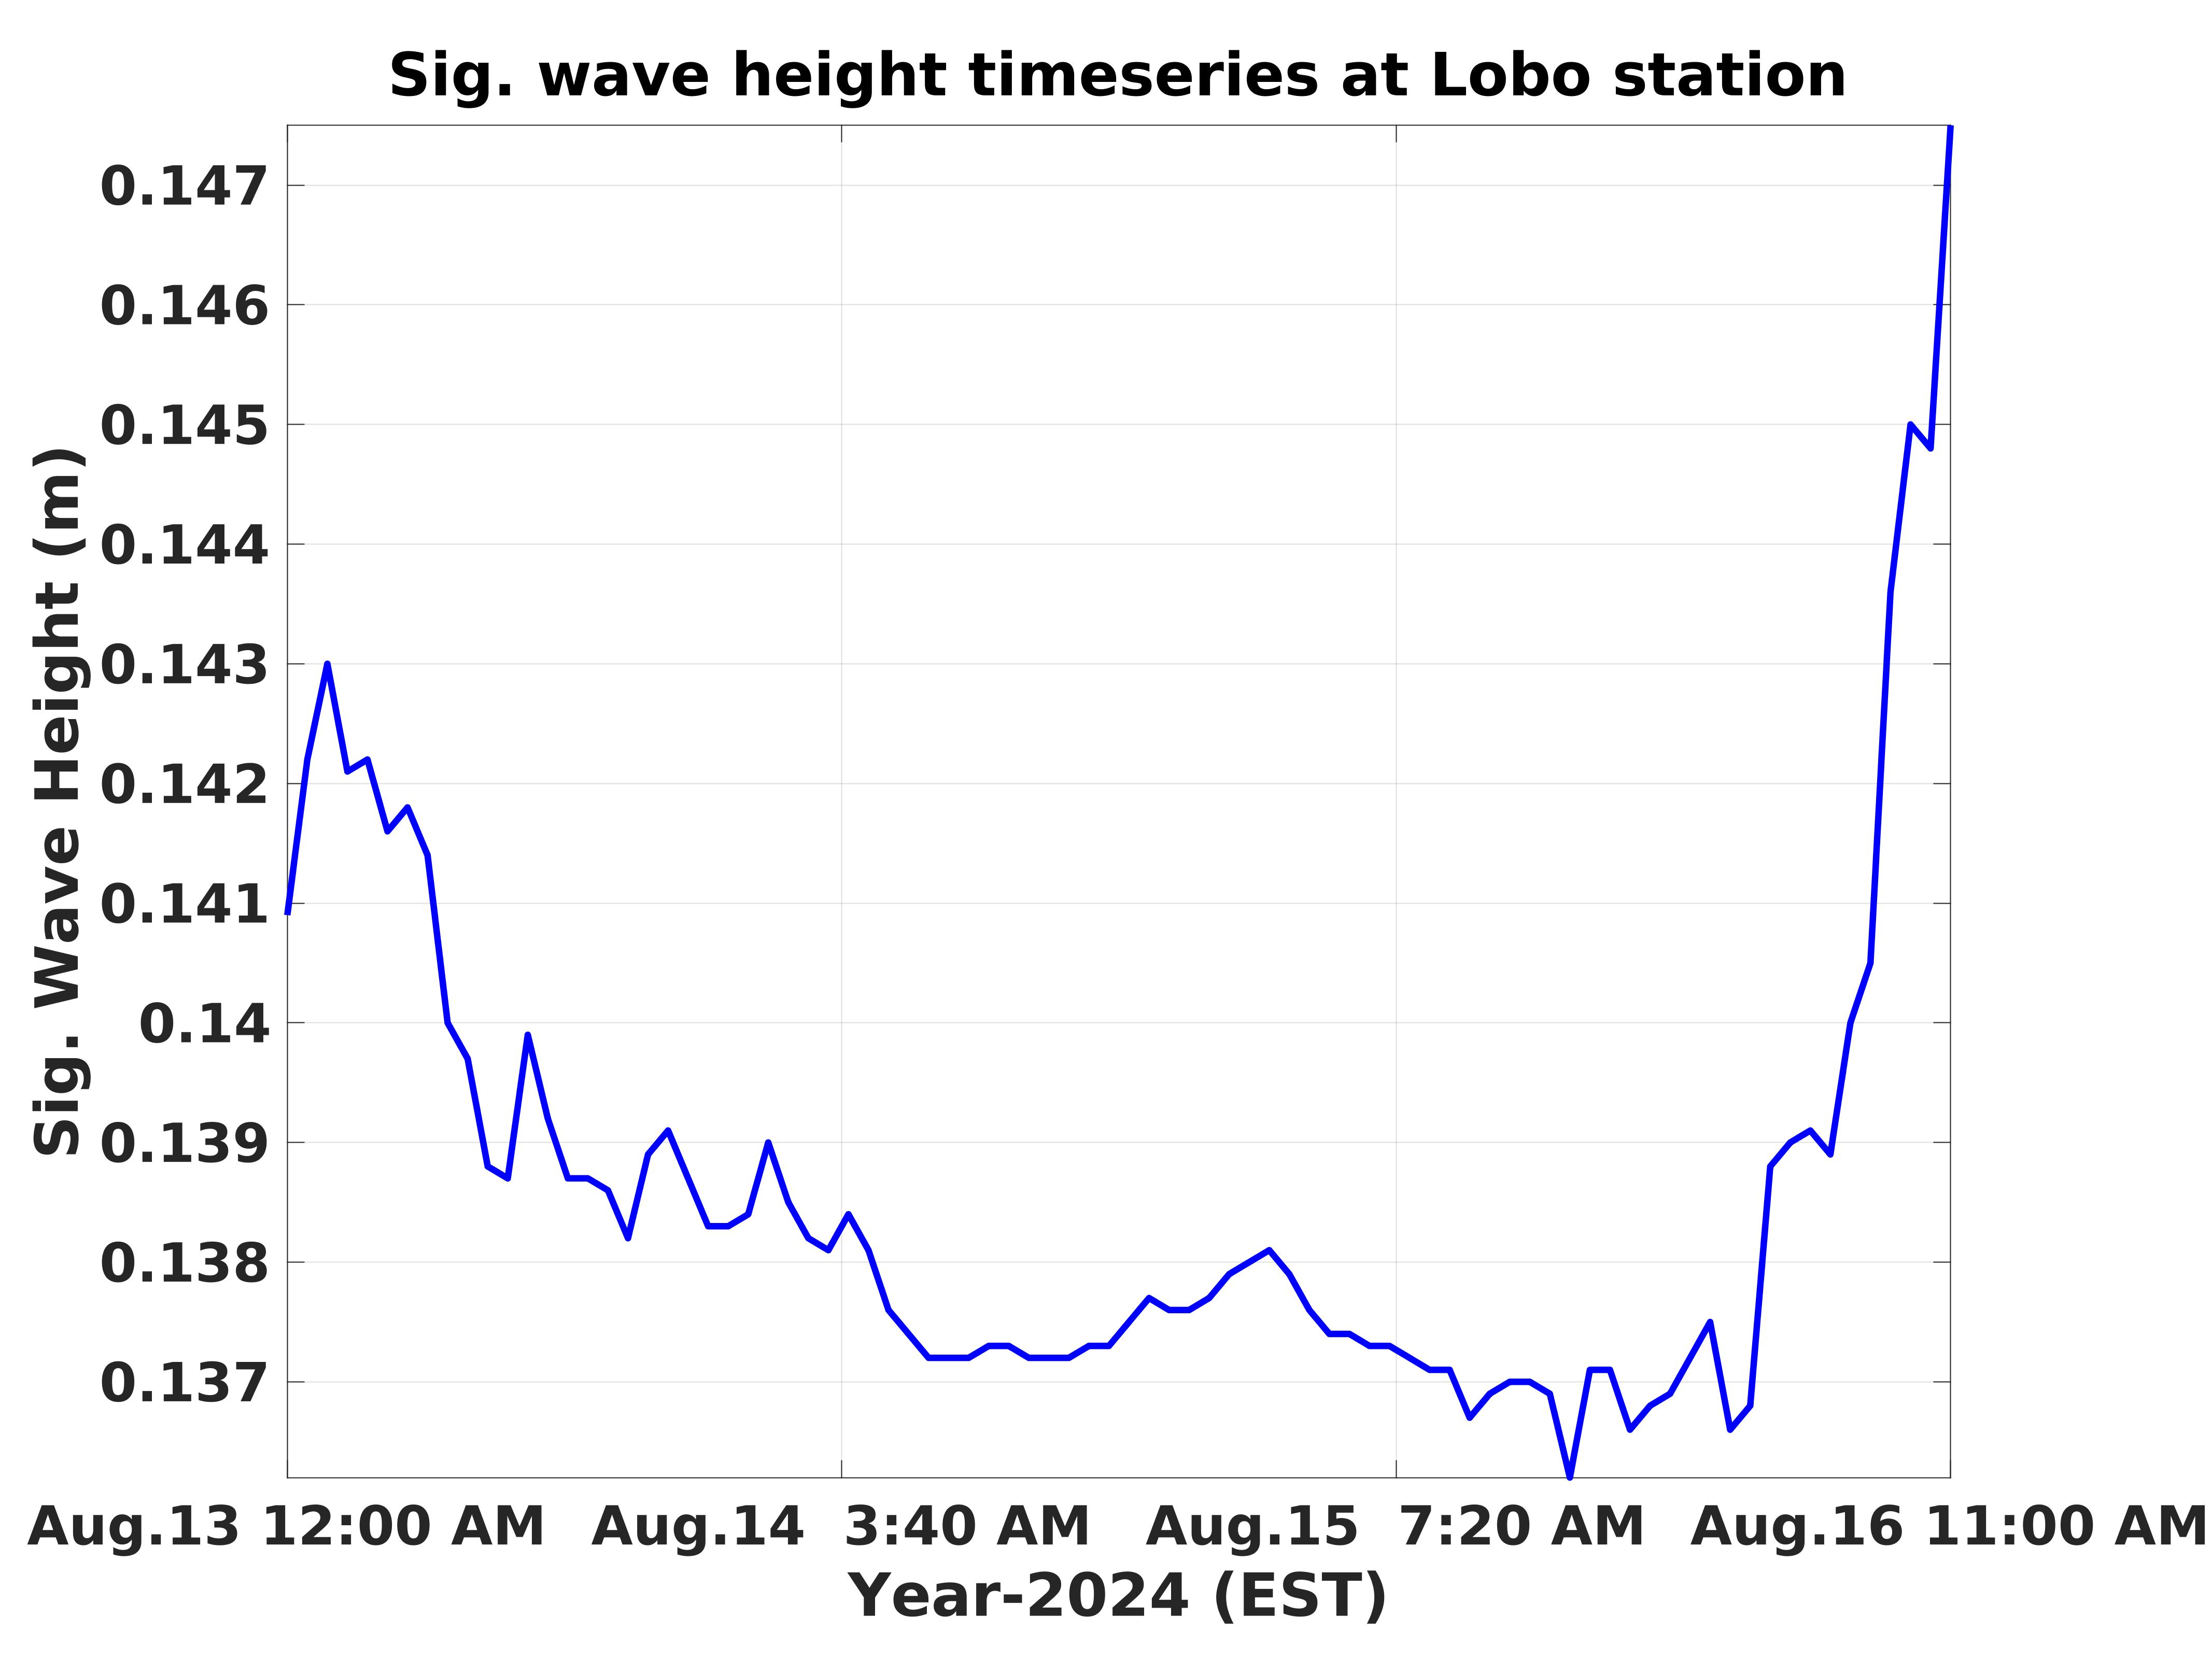 Sig. wave height timeseries at Lobo station
Sig. Wave Height (m)
0.147
0.146
0.145
0.144
0.143
0.142
0.141
0.14
0.139
0.138
0.137
Aug.13 12:00 AM Aug.14 3:40 AM Aug.15 7:20 AM Aug.16 11:00 AM
Year-2024 (EST)